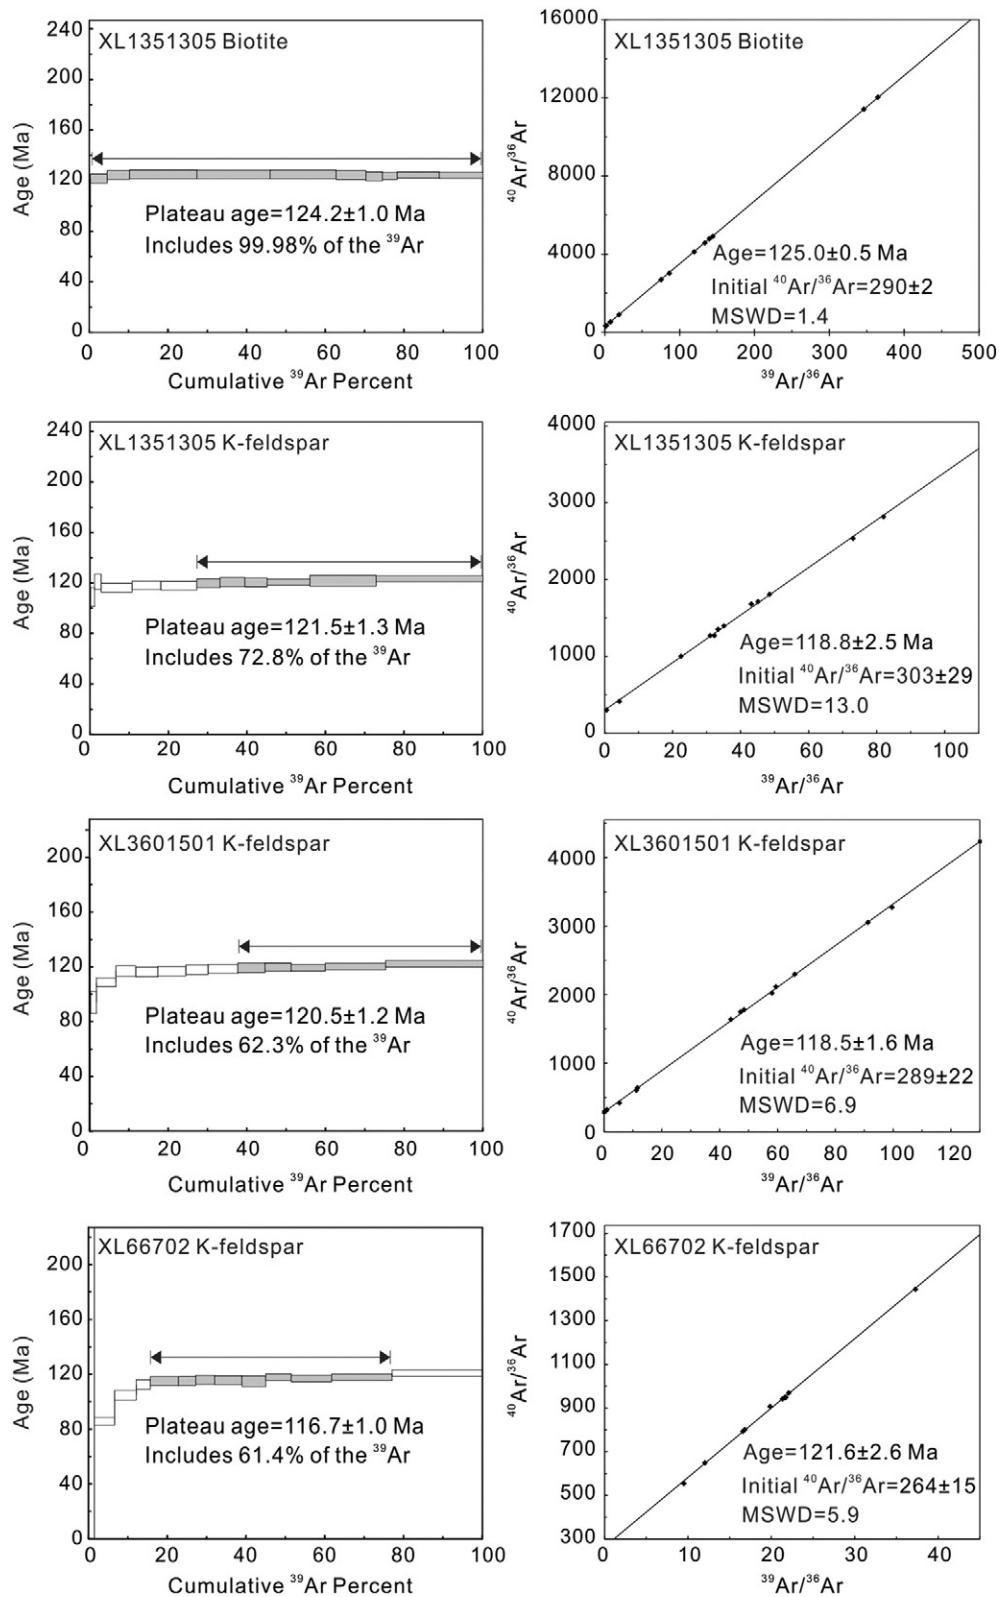 XL1351305 Biotite
240
200
160
120
80
40
0
Age (Ma)
Plateau age=124.2±1.0 Ma
Includes 99.98% of the ³⁹Ar
0 20 40 60 80 100
Cumulative ³⁹Ar Percent
XL1351305 Biotite
16000
12000
8000
4000
0
⁴⁰Ar/³⁶Ar
Age=125.0±0.5 Ma
Initial ⁴⁰Ar/³⁶Ar=290±2
MSWD=1.4
0 100 200 300 400 500
³⁹Ar/³⁶Ar
XL1351305 K-feldspar
240
200
160
120
80
40
0
Age (Ma)
Plateau age=121.5±1.3 Ma
Includes 72.8% of the ³⁹Ar
0 20 40 60 80 100
Cumulative ³⁹Ar Percent
XL1351305 K-feldspar
4000
3000
2000
1000
0
⁴⁰Ar/³⁶Ar
Age=118.8±2.5 Ma
Initial ⁴⁰Ar/³⁶Ar=303±29
MSWD=13.0
0 20 40 60 80 100
³⁹Ar/³⁶Ar
XL3601501 K-feldspar
200
160
120
80
40
0
Age (Ma)
Plateau age=120.5±1.2 Ma
Includes 62.3% of the ³⁹Ar
0 20 40 60 80 100
Cumulative ³⁹Ar Percent
XL3601501 K-feldspar
4000
3000
2000
1000
0
⁴⁰Ar/³⁶Ar
Age=118.5±1.6 Ma
Initial ⁴⁰Ar/³⁶Ar=289±22
MSWD=6.9
0 20 40 60 80 100 120
³⁹Ar/³⁶Ar
XL66702 K-feldspar
200
160
120
80
40
0
Age (Ma)
Plateau age=116.7±1.0 Ma
Includes 61.4% of the ³⁹Ar
0 20 40 60 80 100
Cumulative ³⁹Ar Percent
XL66702 K-feldspar
1700
1500
1300
1100
900
700
500
300
⁴⁰Ar/³⁶Ar
Age=121.6±2.6 Ma
Initial ⁴⁰Ar/³⁶Ar=264±15
MSWD=5.9
0 10 20 30 40
³⁹Ar/³⁶Ar